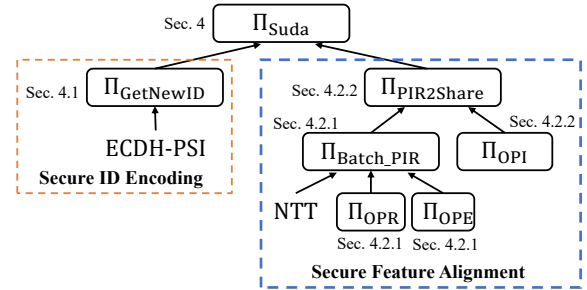 Sec. 4
Π_Suda
Sec. 4.1
Π_GetNewID
ECDH-PSI
Secure ID Encoding
Sec. 4.2.2
Π_PIR2Share
Sec. 4.2.1
Π_Batch_PIR
Sec. 4.2.2
Π_OPI
NTT
Π_OPR
Π_OPE
Sec. 4.2.1
Sec. 4.2.1
Secure Feature Alignment